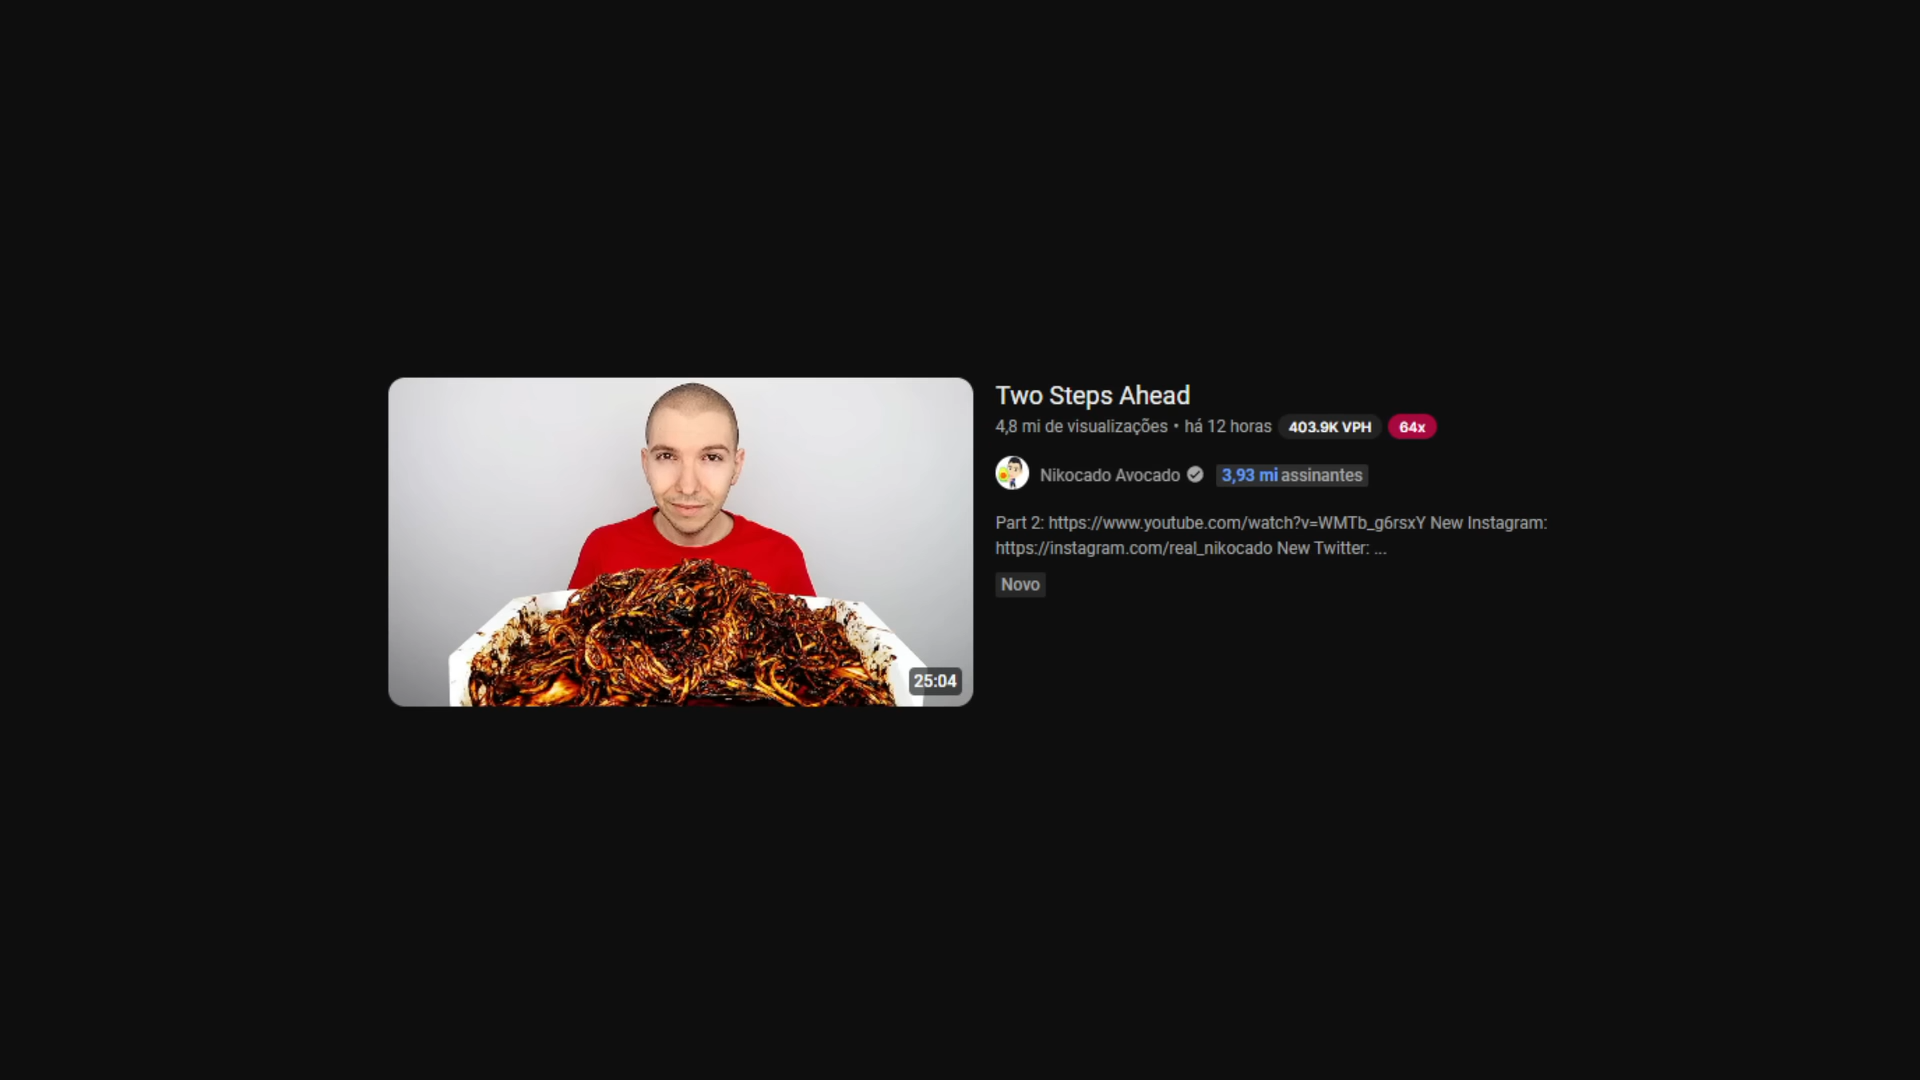 Two Steps Ahead
4,8 mi de visualizações • há 12 horas 403.9K VPH 64x
Nikocado Avocado 3,93 mi assinantes
Part 2: https://www.youtube.com/watch?v=WMTb_g6rsxY New Instagram:
https://instagram.com/real_nikocado New Twitter: ...
Novo
25:04